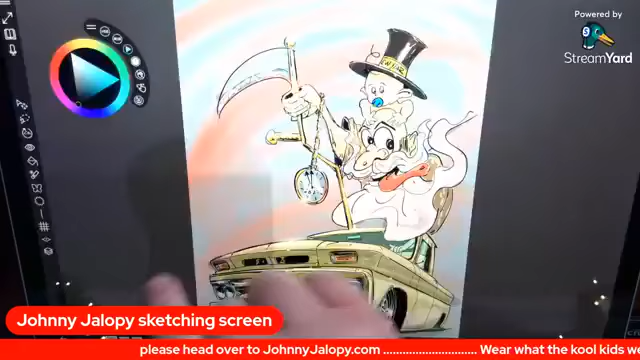 Powered by
StreamYard
Johnny Jalopy sketching screen
please head over to JohnnyJalopy.com ............................ Wear what the kool kids we